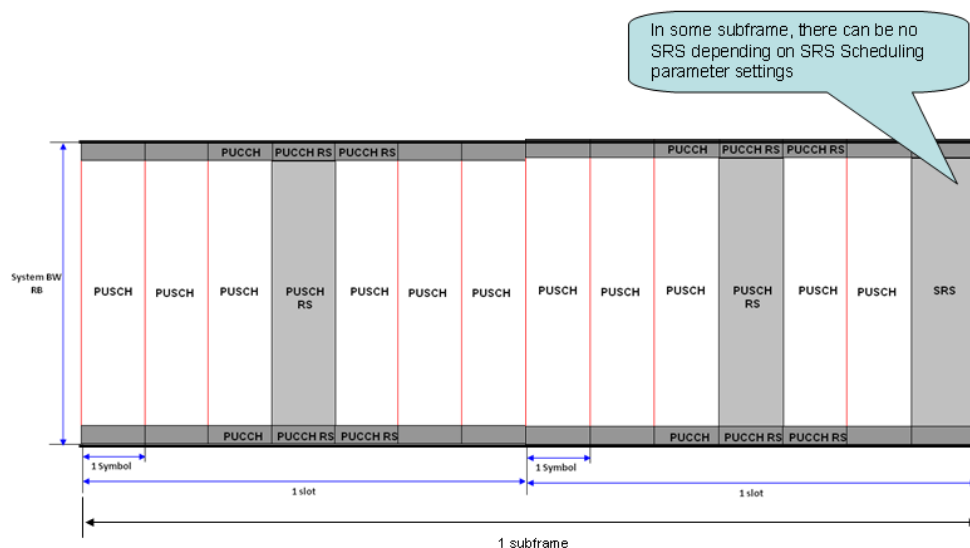 In some subframe, there can be no
SRS depending on SRS Scheduling
parameter settings
PUCCH PUCCH RS PUCCH RS PUCCH PUCCH RS PUCCH RS
System BW
RB
PUSCH PUSCH PUSCH PUSCH RS PUSCH PUSCH PUSCH PUSCH PUSCH PUSCH PUSCH RS PUSCH PUSCH SRS
PUCCH PUCCH RS PUCCH RS PUCCH PUCCH RS PUCCH RS
1 Symbol 1 Symbol
1 slot 1 slot
1 subframe